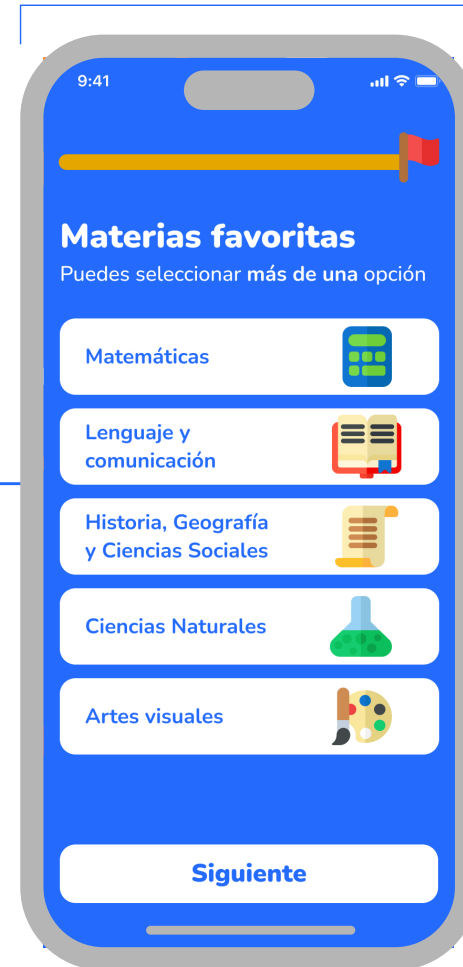 9:41
Materias favoritas
Puedes seleccionar más de una opción
Matemáticas
Lenguaje y
comunicación
Historia, Geografía
y Ciencias Sociales
Ciencias Naturales
Artes visuales
Siguiente